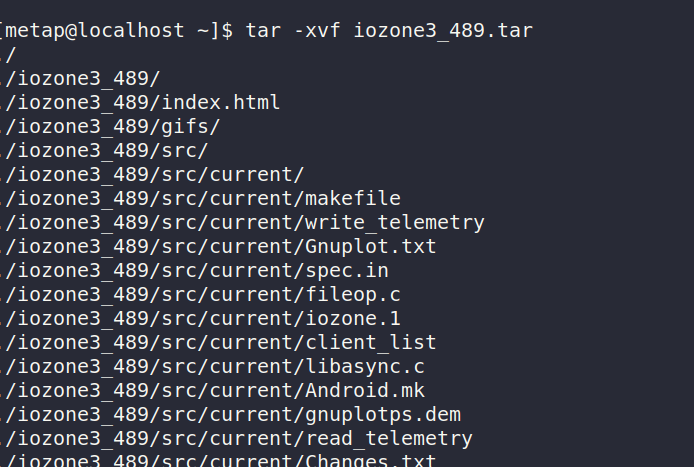 [metap@localhost ~]$ tar -xvf iozone3_489.tar
./
./iozone3_489/
./iozone3_489/index.html
./iozone3_489/gifs/
./iozone3_489/src/
./iozone3_489/src/current/
./iozone3_489/src/current/makefile
./iozone3_489/src/current/write_telemetry
./iozone3_489/src/current/Gnuplot.txt
./iozone3_489/src/current/spec.in
./iozone3_489/src/current/fileop.c
./iozone3_489/src/current/iozone.1
./iozone3_489/src/current/client_list
./iozone3_489/src/current/libasync.c
./iozone3_489/src/current/Android.mk
./iozone3_489/src/current/gnuplotps.dem
./iozone3_489/src/current/read_telemetry
./iozone3_489/src/current/Changes.txt